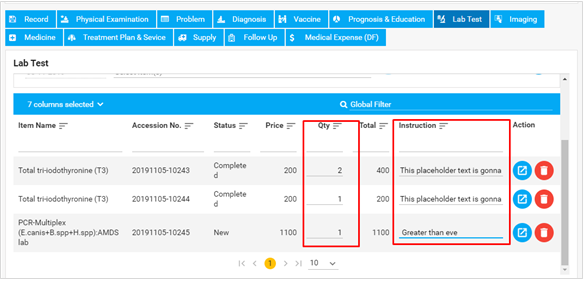 Record Physical Examination Problem Diagnosis Vaccine Prognosis & Education Lab Test Imaging
Medicine Treatment Plan & Sevice Supply Follow Up $ Medical Expense (DF)
Lab Test
7 columns selected Global Filter
Item Name Accession No. Status Price Qty Total Instruction Action
Total tri-iodothyronine (T3) 20191105-10243 Complete 200 2 400 This placeholder text is gonna
d
Total tri-iodothyronine (T3) 20191105-10244 Complete 200 1 200 This placeholder text is gonna
d
PCR-Multiplex
(E.canis+B.spp+H.spp):AMDS 20191105-10245 New 1100 1 1100 Greater than eve
lab
1 10